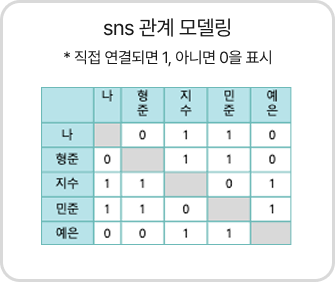 sns 관계 모델링
* 직접 연결되면 1, 아니면 0을 표시
나 형준 지수 민준 예은
나 0 1 1 0
형준 0 1 1 0
지수 1 1 0 1
민준 1 1 0 1
예은 0 0 1 1